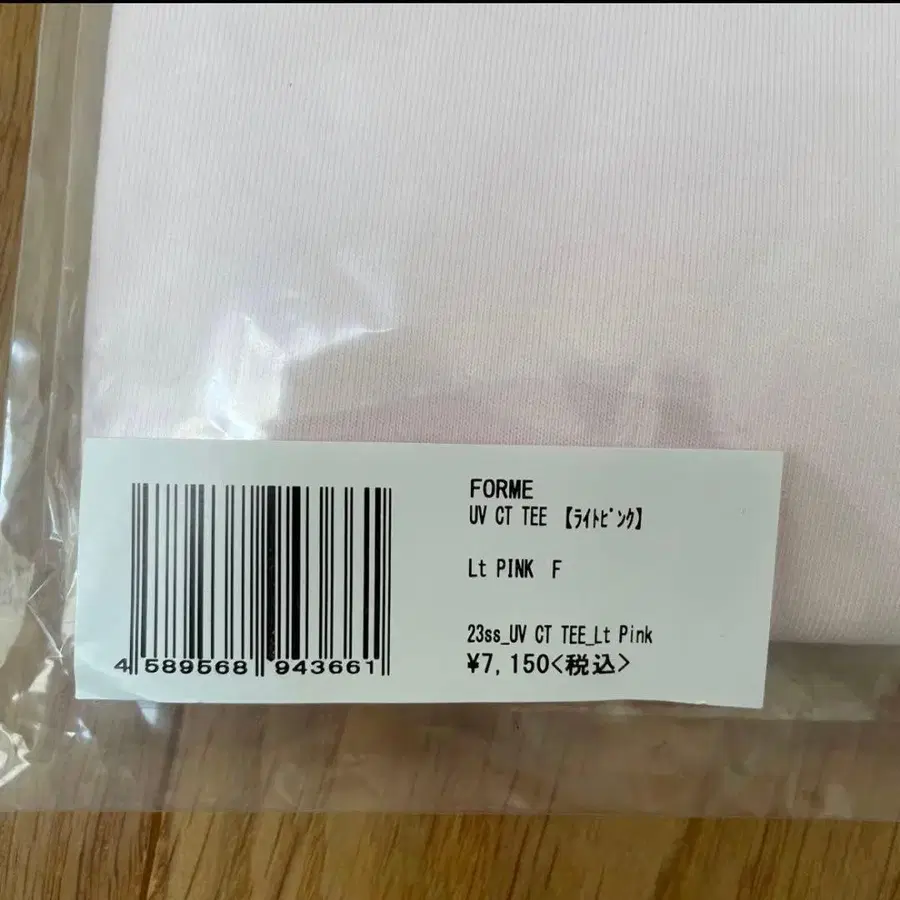 FORME
UV CT TEE 【ﾗｲﾄﾋﾟﾝｸ】
Lt PINK F
23ss_UV CT TEE_Lt Pink
¥7,150<税込>
4 589568 943661